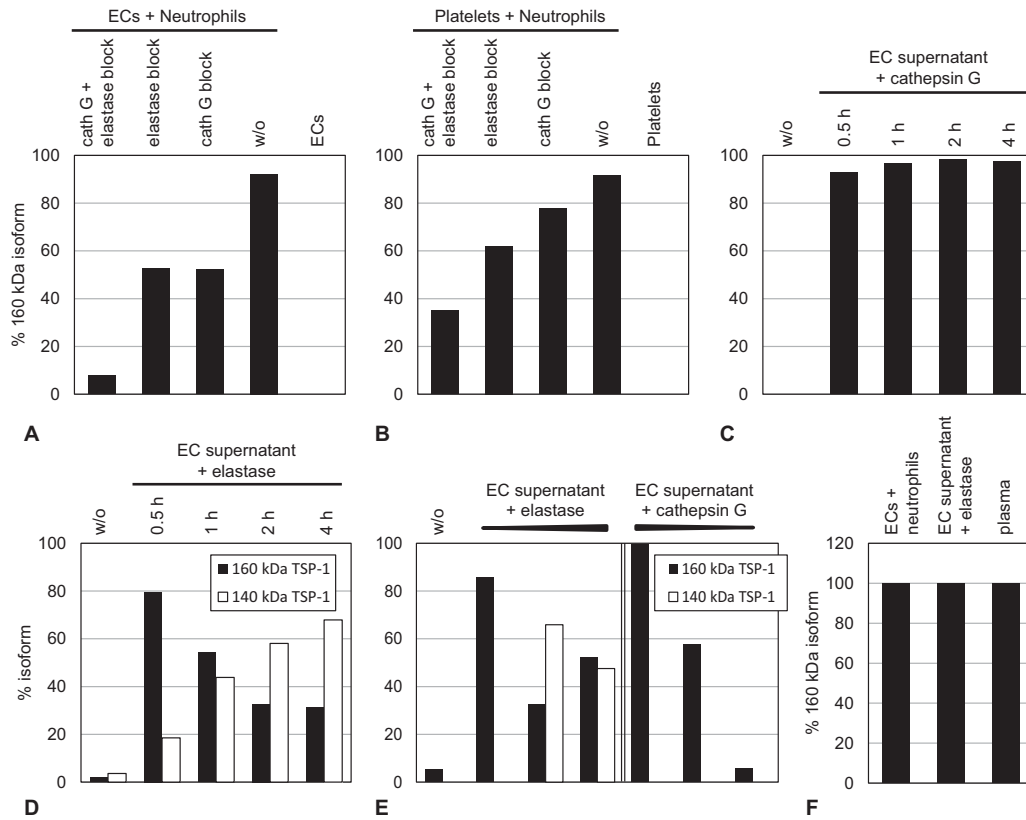 ECs + Neutrophils
cath G +
elastase block
elastase block
cath G block
w/o
ECs
% 160 kDa isoform
100
80
60
40
20
0
A
Platelets + Neutrophils
cath G +
elastase block
elastase block
cath G block
w/o
Platelets
100
80
60
40
20
0
B
EC supernatant
+ cathepsin G
w/o
0.5 h
1 h
2 h
4 h
100
80
60
40
20
0
C
EC supernatant
+ elastase
w/o
0.5 h
1 h
2 h
4 h
% isoform
100
80
60
40
20
0
160 kDa TSP-1
140 kDa TSP-1
D
w/o
EC supernatant
+ elastase
EC supernatant
+ cathepsin G
100
80
60
40
20
0
160 kDa TSP-1
140 kDa TSP-1
E
ECs +
neutrophils
EC supernatant
+ elastase
plasma
% 160 kDa isoform
120
100
80
60
40
20
0
F